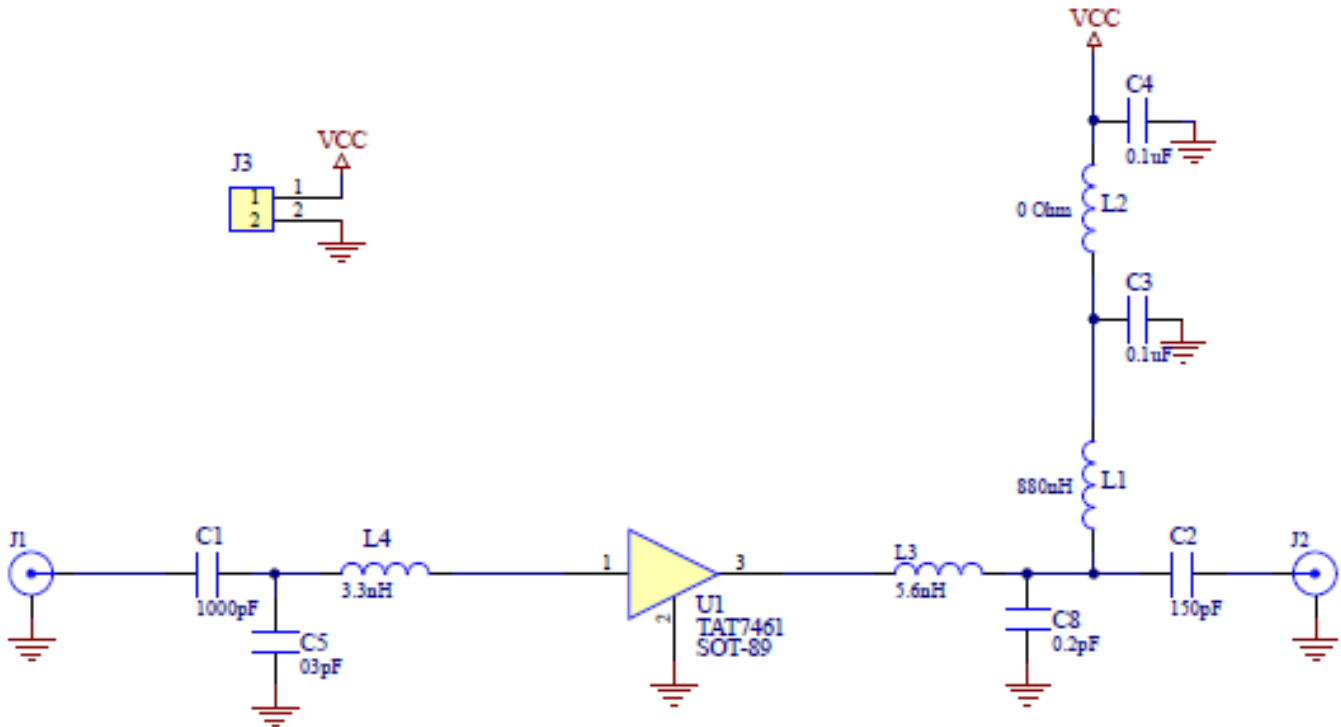 VCC
C4
0.1uF
VCC
J3
1
1
2
2
0 Ohm
L2
C3
0.1uF
880nH
L1
J1
C1
1000pF
L4
3.3nH
C5
03pF
1
3
2
U1
TAT7461
SOT-89
L3
5.6nH
C8
0.2pF
C2
150pF
J2